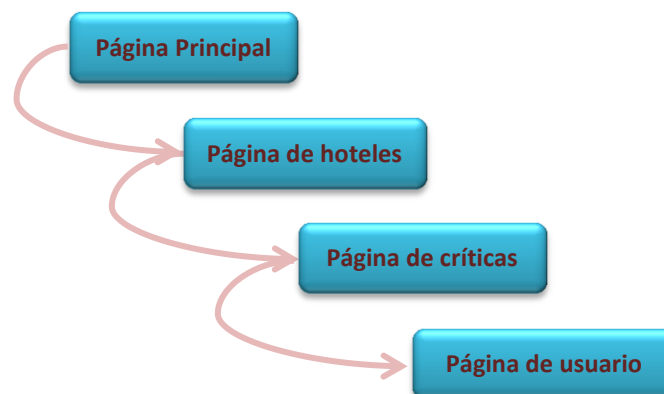 Página Principal
Página de hoteles
Página de críticas
Página de usuario